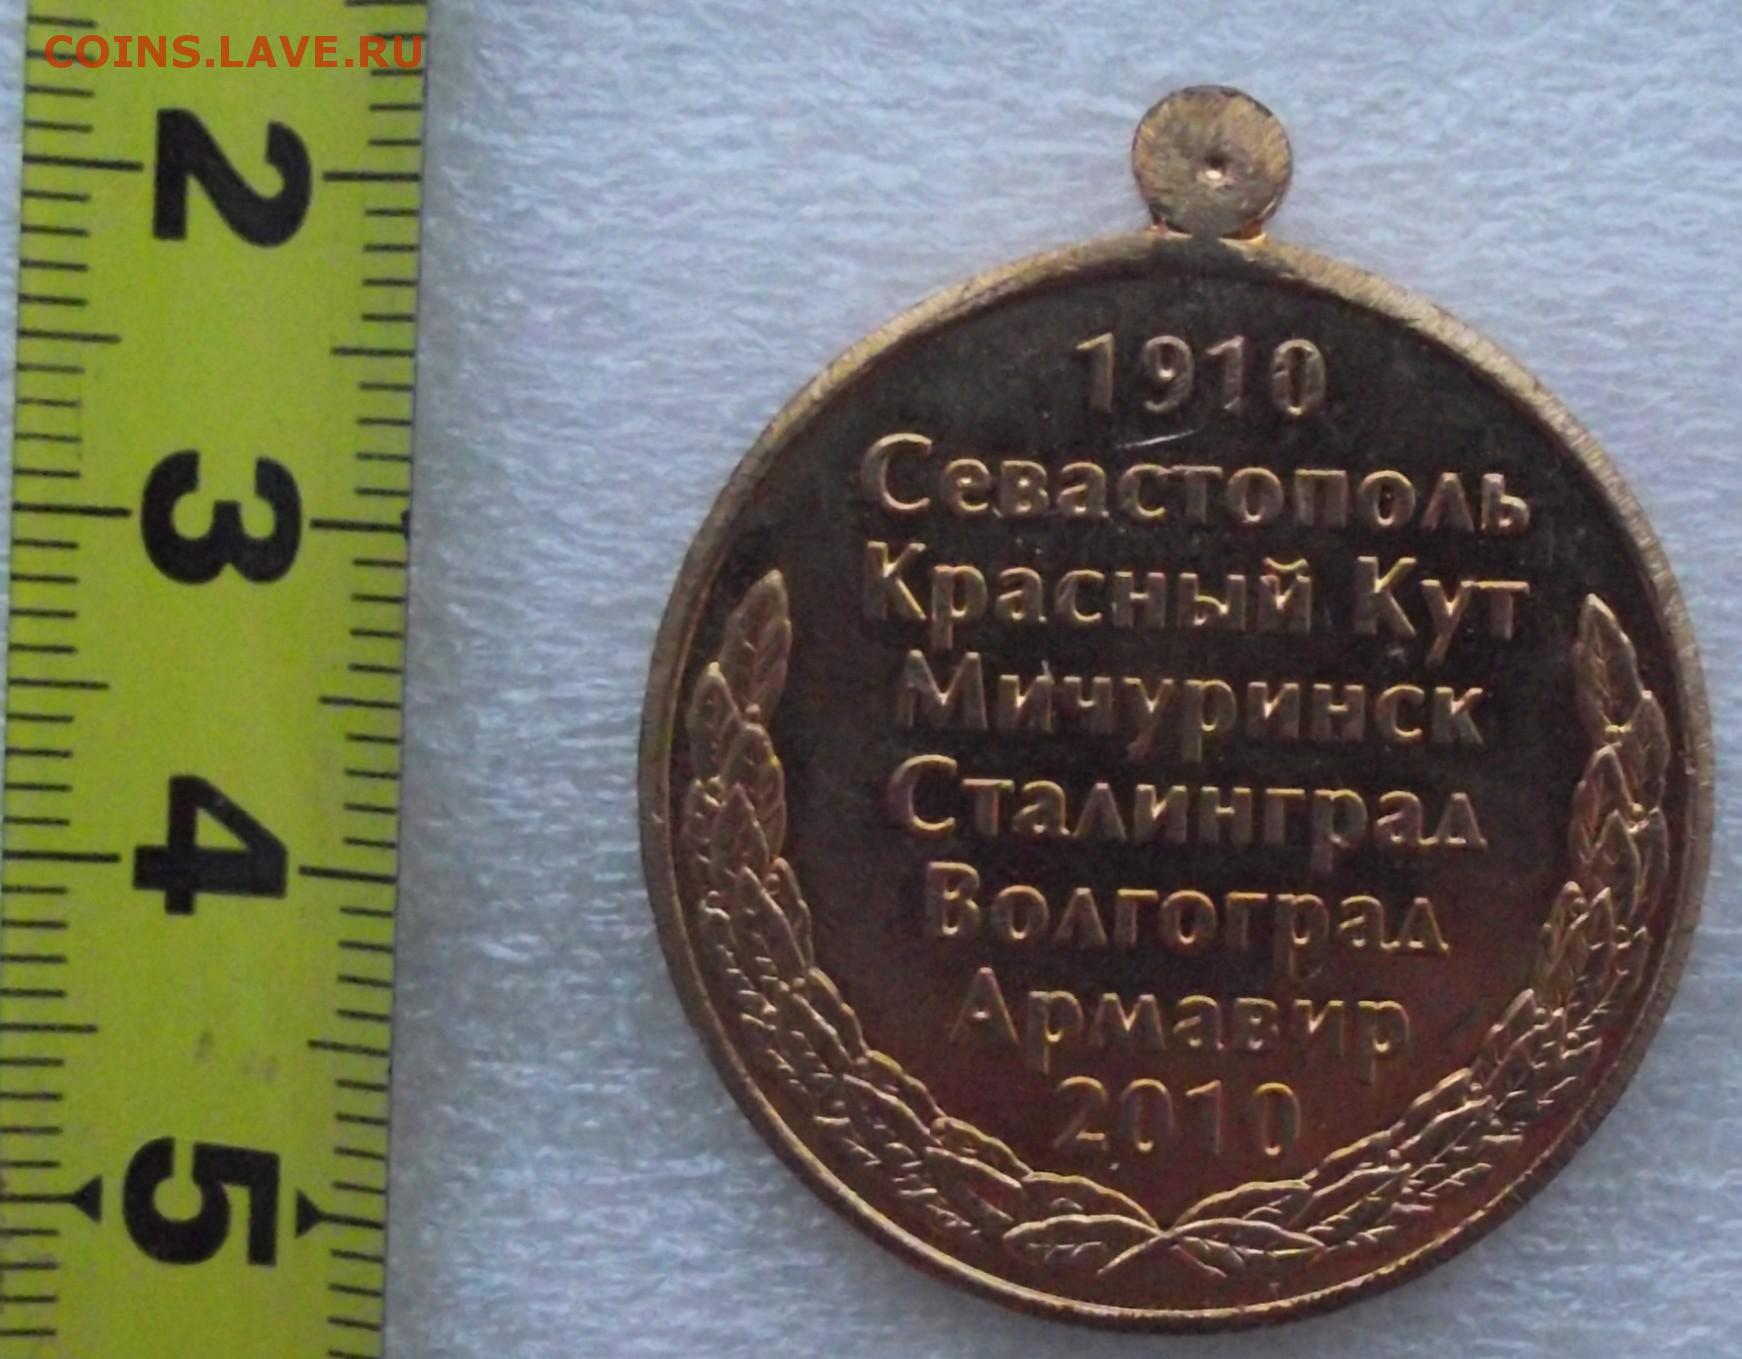 COINS.LAVE.RU
2
3
4
5
1910
Севастополь
Красный Кут
Мичуринск
Сталинград
Волгоград
Армавир
2010